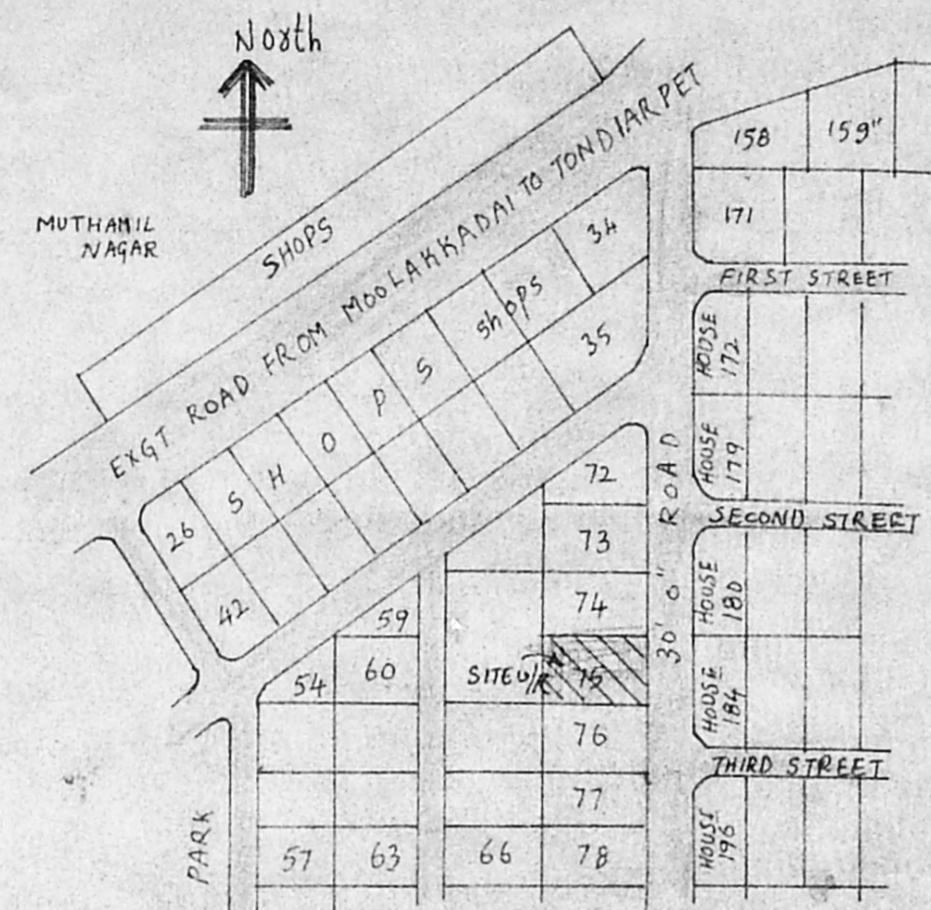 North
MUTHAMIL
NAGAR
SHOPS
EXGT ROAD FROM MOOLAKKADAI TO TONDIARPET
158
159"
171
FIRST STREET
34
35
Shops
SHOPS
26
42
HOUSE
172
HOUSE
179
SECOND STREET
30'0" ROAD
72
73
74
SITE U/R
75
76
77
78
66
59
60
54
57
63
PARK
HOUSE
180
HOUSE
184
THIRD STREET
HOUSE
196